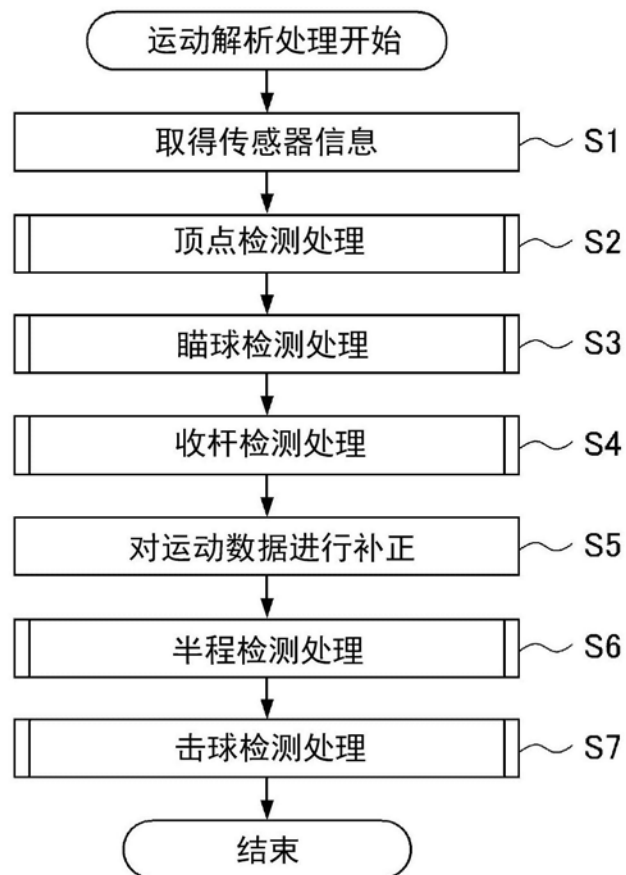 运动解析处理开始
取得传感器信息 S1
顶点检测处理 S2
瞄球检测处理 S3
收杆检测处理 S4
对运动数据进行补正 S5
半程检测处理 S6
击球检测处理 S7
结束